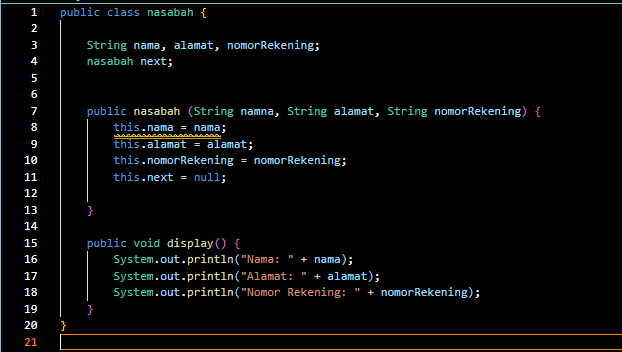 1 public class nasabah {
2
3 String nama, alamat, nomorRekening;
4 nasabah next;
5
6
7 public nasabah (String namna, String alamat, String nomorRekening) {
8 this.nama = nama;
9 this.alamat = alamat;
10 this.nomorRekening = nomorRekening;
11 this.next = null;
12
13 }
14
15 public void display() {
16 System.out.println("Nama: " + nama);
17 System.out.println("Alamat: " + alamat);
18 System.out.println("Nomor Rekening: " + nomorRekening);
19 }
20 }
21